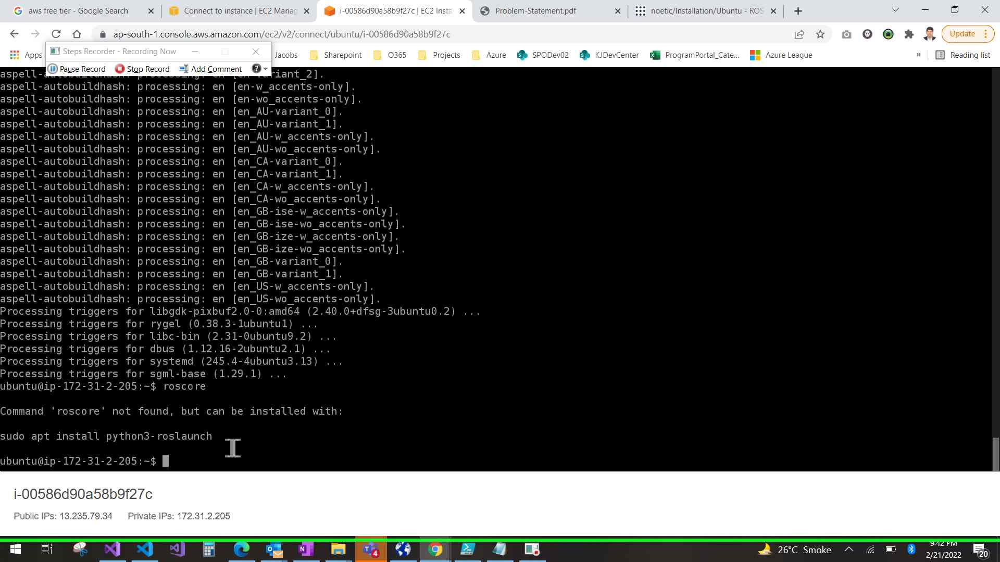 aws free tier - Google Search
Connect to instance | EC2 Manag
i-00586d90a58b9f27c | EC2 Insta
Problem-Statement.pdf
noetic/Installation/Ubuntu - ROS
ap-south-1.console.aws.amazon.com/ec2/v2/connect/ubuntu/i-00586d90a58b9f27c
Update
Apps
Jacobs
Sharepoint
O365
Projects
Azure
SPODev02
KJDevCenter
ProgramPortal_Cate...
Azure League
»
Reading list
Steps Recorder - Recording Now
Pause Record
Stop Record
Add Comment
aspell-autobuildhash: processing: en [en-variant_2].
aspell-autobuildhash: processing: en [en-w_accents-only].
aspell-autobuildhash: processing: en [en-wo_accents-only].
aspell-autobuildhash: processing: en [en_AU-variant_0].
aspell-autobuildhash: processing: en [en_AU-variant_1].
aspell-autobuildhash: processing: en [en_AU-w_accents-only].
aspell-autobuildhash: processing: en [en_AU-wo_accents-only].
aspell-autobuildhash: processing: en [en_CA-variant_0].
aspell-autobuildhash: processing: en [en_CA-variant_1].
aspell-autobuildhash: processing: en [en_CA-w_accents-only].
aspell-autobuildhash: processing: en [en_CA-wo_accents-only].
aspell-autobuildhash: processing: en [en_GB-ise-w_accents-only].
aspell-autobuildhash: processing: en [en_GB-ise-wo_accents-only].
aspell-autobuildhash: processing: en [en_GB-ize-w_accents-only].
aspell-autobuildhash: processing: en [en_GB-ize-wo_accents-only].
aspell-autobuildhash: processing: en [en_GB-variant_0].
aspell-autobuildhash: processing: en [en_GB-variant_1].
aspell-autobuildhash: processing: en [en_US-w_accents-only].
aspell-autobuildhash: processing: en [en_US-wo_accents-only].
Processing triggers for libgdk-pixbuf2.0-0:amd64 (2.40.0+dfsg-3ubuntu0.2) ...
Processing triggers for rygel (0.38.3-1ubuntu1) ...
Processing triggers for libc-bin (2.31-0ubuntu9.2) ...
Processing triggers for dbus (1.12.16-2ubuntu2.1) ...
Processing triggers for systemd (245.4-4ubuntu3.13) ...
Processing triggers for sgml-base (1.29.1) ...
ubuntu@ip-172-31-2-205:~$ roscore
Command 'roscore' not found, but can be installed with:
sudo apt install python3-roslaunch
ubuntu@ip-172-31-2-205:~$
i-00586d90a58b9f27c
Public IPs: 13.235.79.34
Private IPs: 172.31.2.205
4
26°C Smoke
9:42 PM
2/21/2022
20